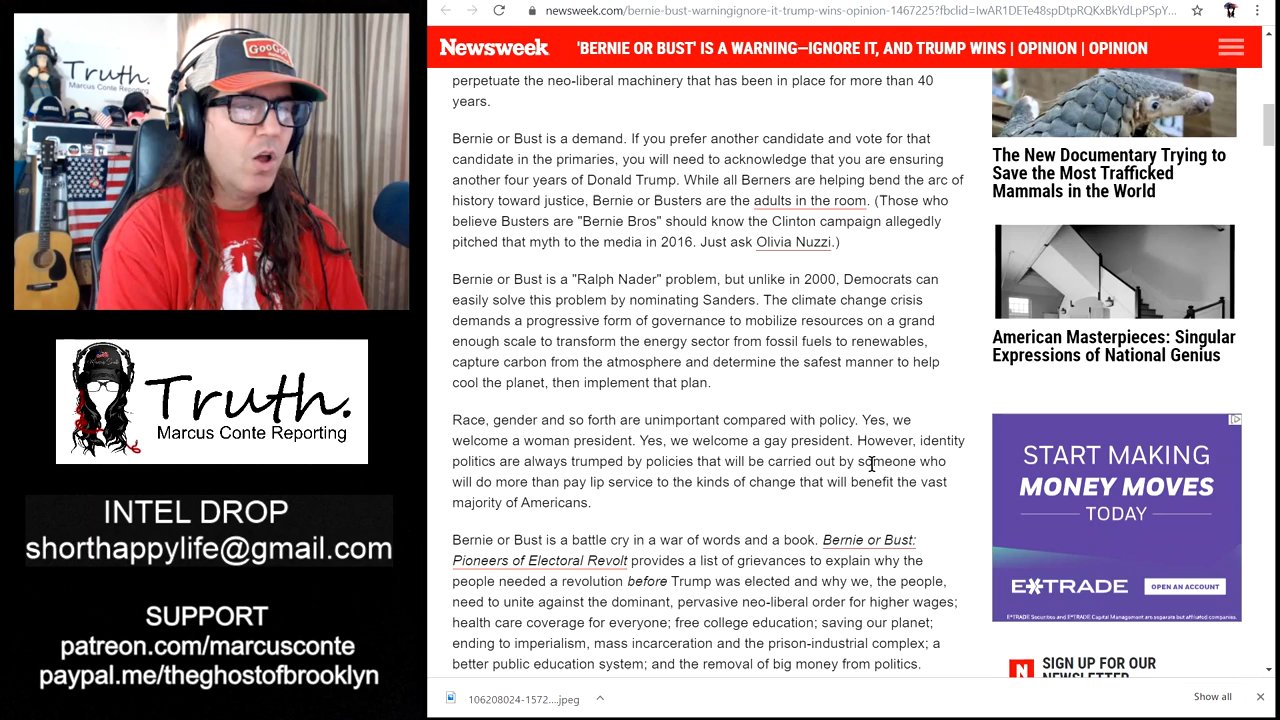 Truth.
MARCUS CONTE REPORTING
Truth.
Marcus Conte Reporting
INTEL DROP
shorthappylife@gmail.com
SUPPORT
patreon.com/marcusconte
paypal.me/theghostofbrooklyn
newsweek.com/bernie-bust-warningignore-it-trump-wins-opinion-1467225?fbclid=IwAR1DETe48spDtpRQKxBkYdLpPSpY...
Newsweek
'BERNIE OR BUST' IS A WARNING—IGNORE IT, AND TRUMP WINS | OPINION | OPINION
perpetuate the neo-liberal machinery that has been in place for more than 40
years.
Bernie or Bust is a demand. If you prefer another candidate and vote for that
candidate in the primaries, you will need to acknowledge that you are ensuring
another four years of Donald Trump. While all Berners are helping bend the arc of
history toward justice, Bernie or Busters are the adults in the room. (Those who
believe Busters are "Bernie Bros" should know the Clinton campaign allegedly
pitched that myth to the media in 2016. Just ask Olivia Nuzzi.)
Bernie or Bust is a "Ralph Nader" problem, but unlike in 2000, Democrats can
easily solve this problem by nominating Sanders. The climate change crisis
demands a progressive form of governance to mobilize resources on a grand
enough scale to transform the energy sector from fossil fuels to renewables,
capture carbon from the atmosphere and determine the safest manner to help
cool the planet, then implement that plan.
Race, gender and so forth are unimportant compared with policy. Yes, we
welcome a woman president. Yes, we welcome a gay president. However, identity
politics are always trumped by policies that will be carried out by someone who
will do more than pay lip service to the kinds of change that will benefit the vast
majority of Americans.
Bernie or Bust is a battle cry in a war of words and a book. Bernie or Bust:
Pioneers of Electoral Revolt provides a list of grievances to explain why the
people needed a revolution before Trump was elected and why we, the people,
need to unite against the dominant, pervasive neo-liberal order for higher wages;
health care coverage for everyone; free college education; saving our planet;
ending to imperialism, mass incarceration and the prison-industrial complex; a
better public education system; and the removal of big money from politics.
The New Documentary Trying to
Save the Most Trafficked
Mammals in the World
American Masterpieces: Singular
Expressions of National Genius
START MAKING
MONEY MOVES
TODAY
E*TRADE
OPEN AN ACCOUNT
E*TRADE Securities and E*TRADE Capital Management are separate but affiliated companies.
N
SIGN UP FOR OUR
NEWSLETTER
106208024-1572....jpeg
Show all